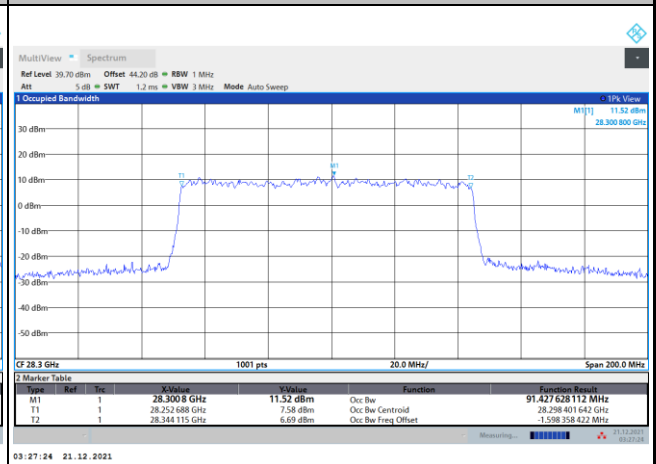 MultiView Spectrum
Ref Level 39.70 dBm Offset 44.20 dB RBW 1 MHz
Att 5 dB SWT 1.2 ms VBW 3 MHz Mode Auto Sweep
1 Occupied Bandwidth 1Pk View
M1[1] 11.52 dBm
28.300 800 GHz
30 dBm
20 dBm
M1
T1 T2
10 dBm
0 dBm
-10 dBm
-20 dBm
-30 dBm
-40 dBm
-50 dBm
CF 28.3 GHz 1001 pts 20.0 MHz/ Span 200.0 MHz
2 Marker Table
Type Ref Trc X-Value Y-Value Function Function Result
M1 1 28.300 8 GHz 11.52 dBm Occ Bw 91.427 628 112 MHz
T1 1 28.252 688 GHz 7.58 dBm Occ Bw Centroid 28.298 401 642 GHz
T2 1 28.344 115 GHz 6.69 dBm Occ Bw Freq Offset -1.598 358 422 MHz
Measuring... 21.12.2021
03:27:24
03:27:24 21.12.2021